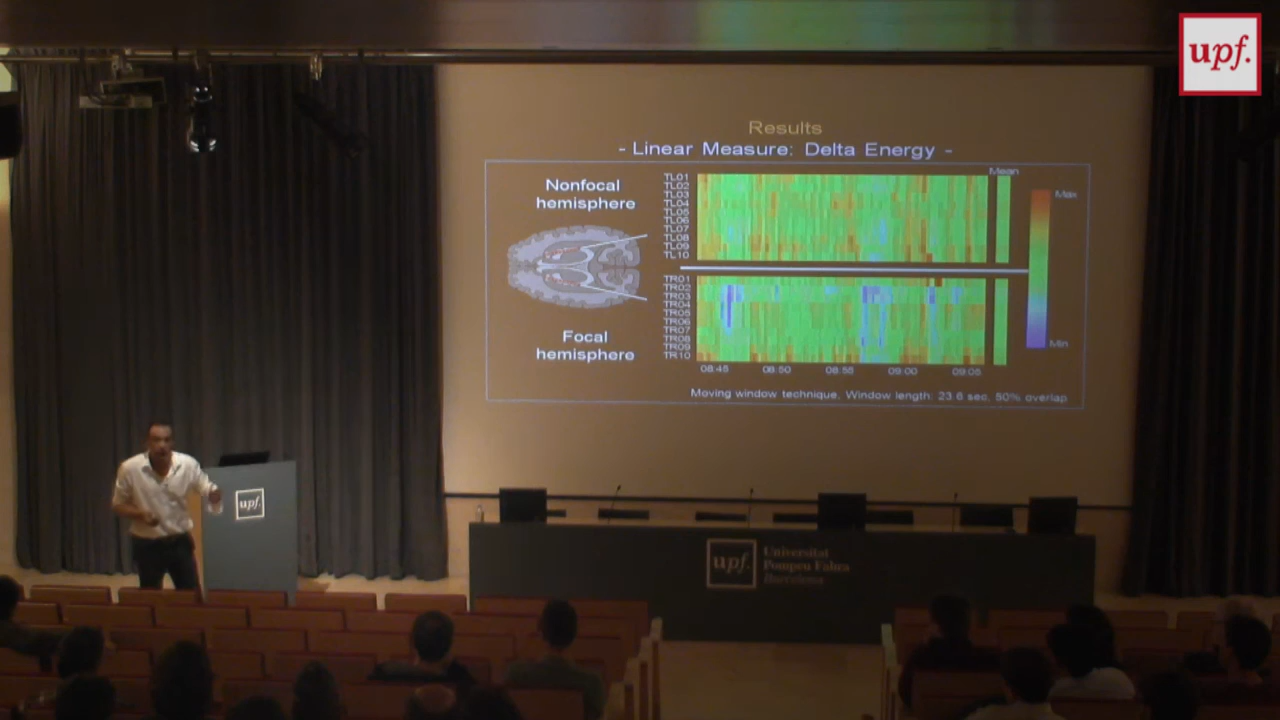 upf.
Results
- Linear Measure: Delta Energy -
Mean
Nonfocal
hemisphere
TL01
TL02
TL03
TL04
TL05
TL06
TL07
TL08
TL09
TL10
Max
TR01
TR02
TR03
TR04
TR05
TR06
TR07
TR08
TR09
TR10
Min
Focal
hemisphere
08:45 08:50 08:55 09:00 09:05
Moving window technique, Window length: 23.6 sec, 50% overlap
upf.
upf.
Universitat
Pompeu Fabra
Barcelona